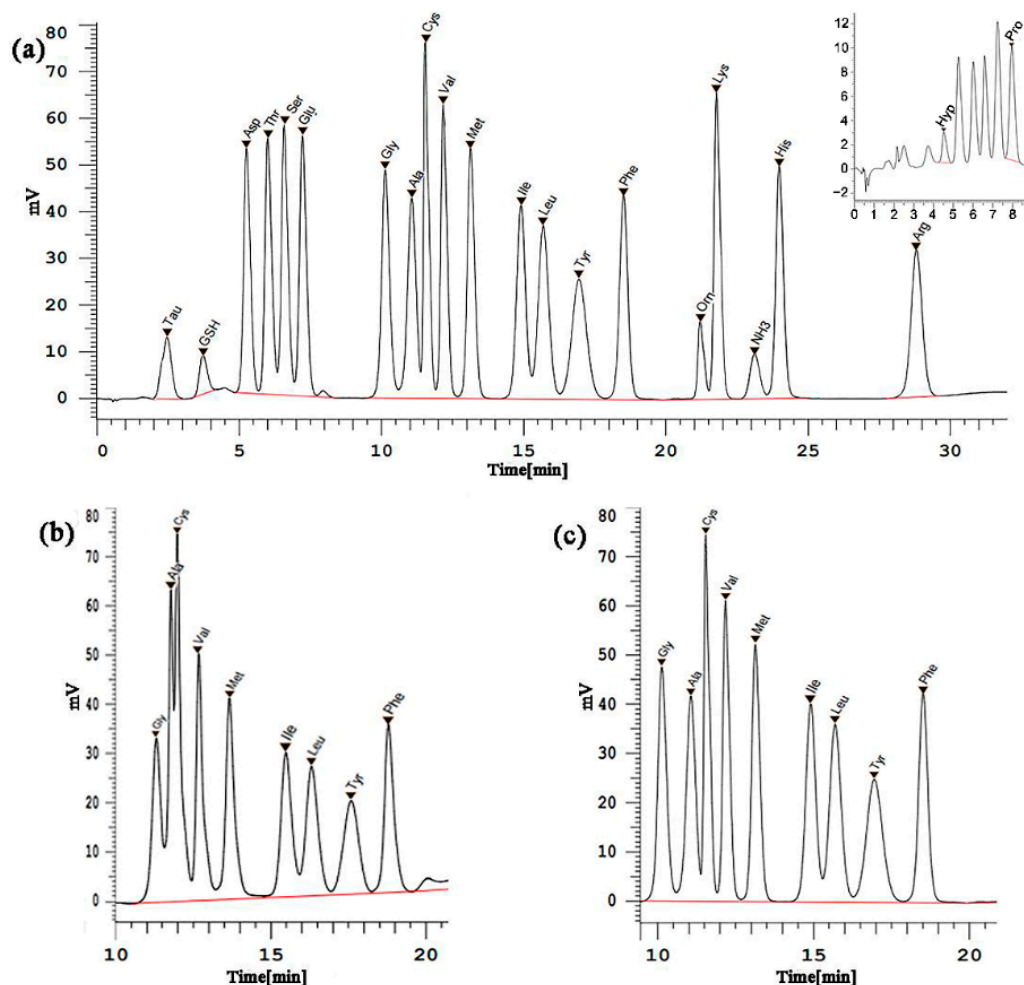 (a)
80
70
60
50
40
30
20
10
0
mV
Tau
GSH
Asp
Thr
Ser
Glu
Gly
Ala
Cys
Val
Met
Ile
Leu
Tyr
Phe
Orn
Lys
NH3
His
Arg
0 5 10 15 20 25 30
Time[min]
12
10
8
6
4
2
0
−2
Hyp
Pro
0 1 2 3 4 5 6 7 8
(b)
80
70
60
50
40
30
20
10
0
mV
Gly
Ala
Cys
Val
Met
Ile
Leu
Tyr
Phe
10 15 20
Time[min]
(c)
80
70
60
50
40
30
20
10
0
mV
Gly
Ala
Cys
Val
Met
Ile
Leu
Tyr
Phe
10 15 20
Time[min]